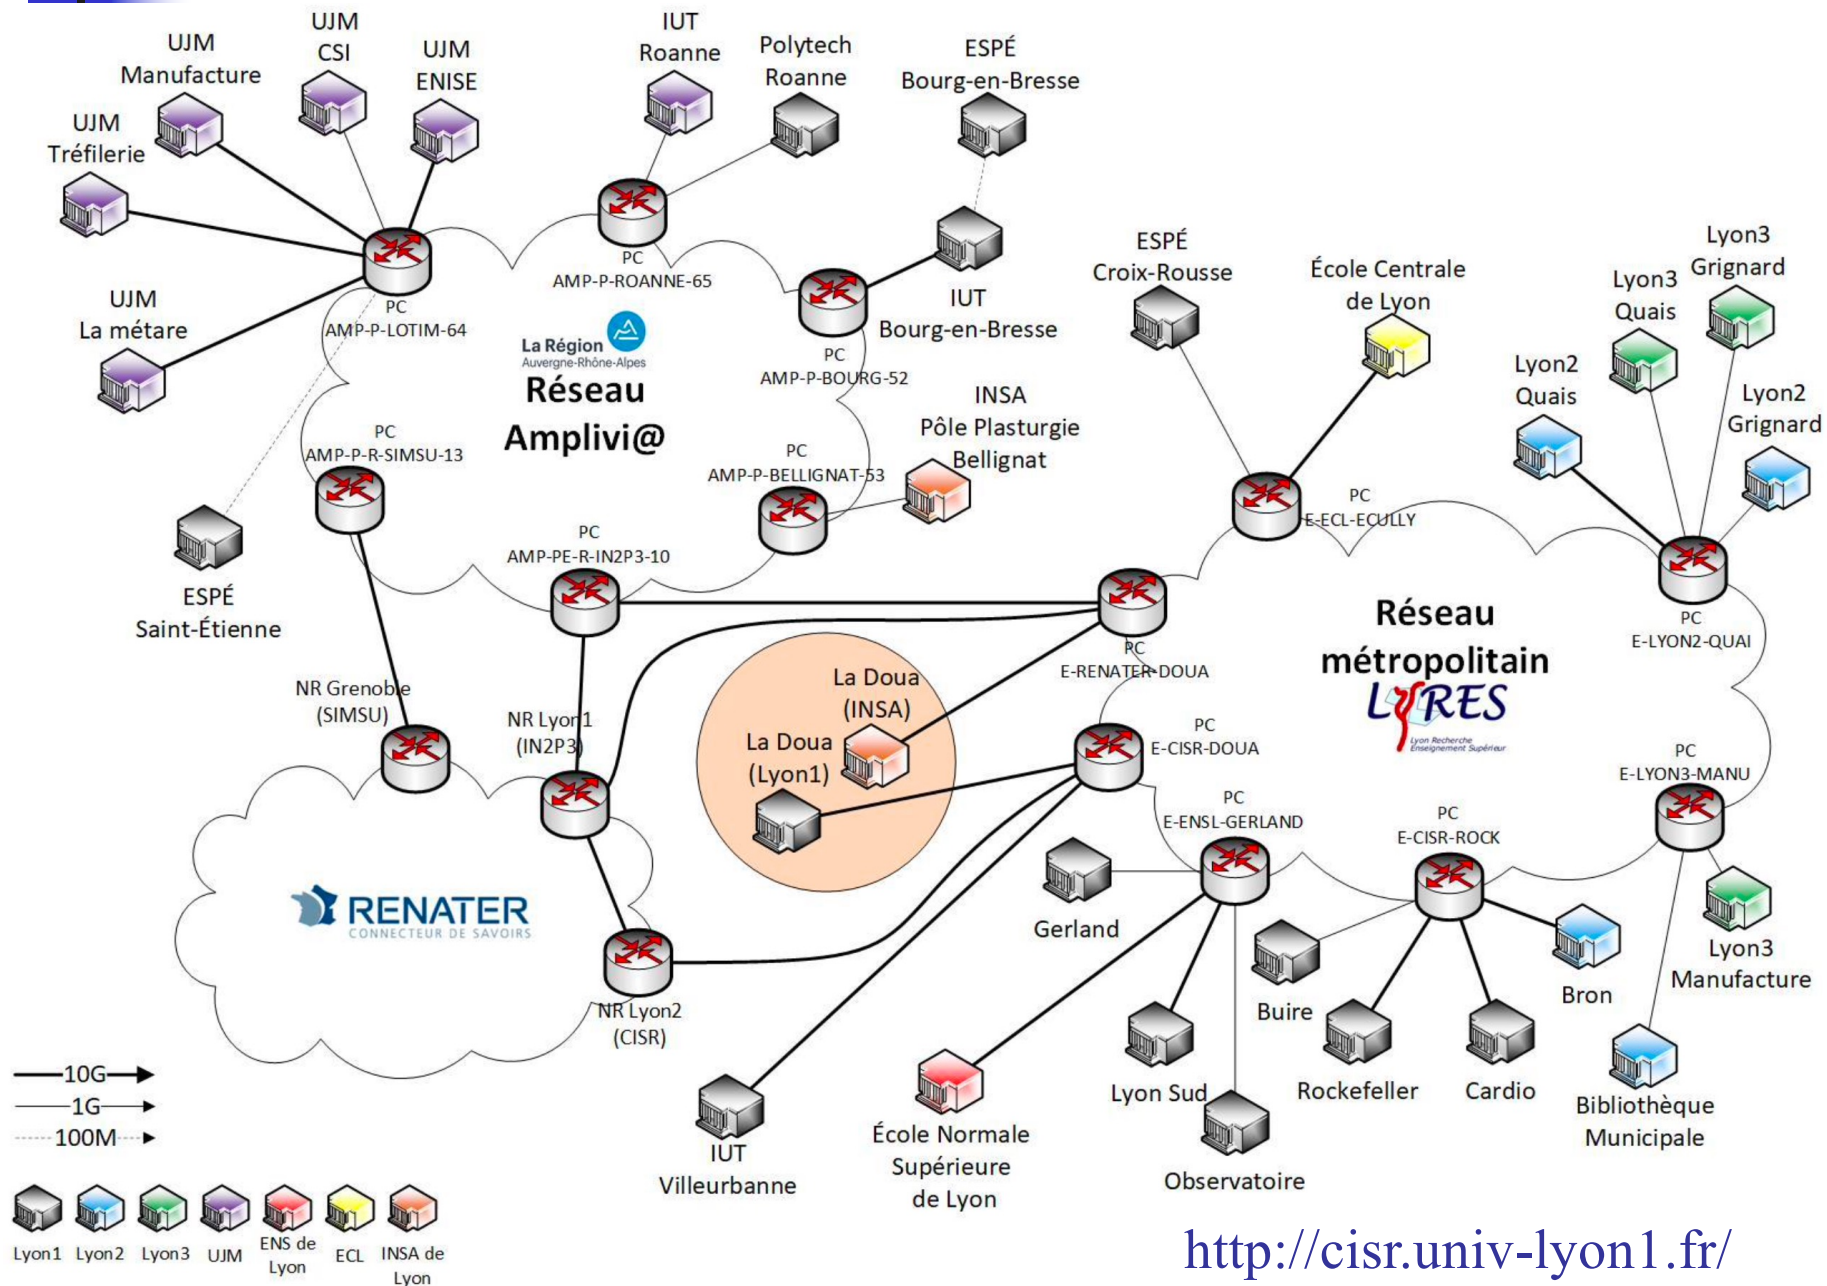 UJM
Manufacture
UJM
CSI
UJM
ENISE
IUT
Roanne
Polytech
Roanne
ESPÉ
Bourg-en-Bresse
UJM
Tréfilerie
UJM
La métare
PC
AMP-P-LOTIM-64
PC
AMP-P-ROANNE-65
IUT
Bourg-en-Bresse
PC
AMP-P-BOURG-52
La Région
Auvergne-Rhône-Alpes
Réseau
Amplivi@
PC
AMP-P-R-SIMSU-13
PC
AMP-P-BELLIGNAT-53
INSA
Pôle Plasturgie
Bellignat
PC
AMP-PE-R-IN2P3-10
ESPÉ
Saint-Étienne
ESPÉ
Croix-Rousse
École Centrale
de Lyon
Lyon3
Grignard
Lyon3
Quais
Lyon2
Quais
Lyon2
Grignard
PC
E-ECL-ECULLY
PC
E-LYON2-QUAI
Réseau
métropolitain
LYRES
Lyon Recherche
Enseignement Supérieur
PC
E-RENATER-DOUA
PC
E-CISR-DOUA
La Doua
(INSA)
La Doua
(Lyon1)
NR Grenoble
(SIMSU)
NR Lyon1
(IN2P3)
RENATER
CONNECTEUR DE SAVOIRS
NR Lyon2
(CISR)
PC
E-ENSL-GERLAND
PC
E-CISR-ROCK
PC
E-LYON3-MANU
Gerland
Buire
Bron
Lyon3
Manufacture
Lyon Sud
Rockefeller
Cardio
Bibliothèque
Municipale
IUT
Villeurbanne
École Normale
Supérieure
de Lyon
Observatoire
10G
1G
100M
Lyon1
Lyon2
Lyon3
UJM
ENS de
Lyon
ECL
INSA de
Lyon
http://cisr.univ-lyon1.fr/